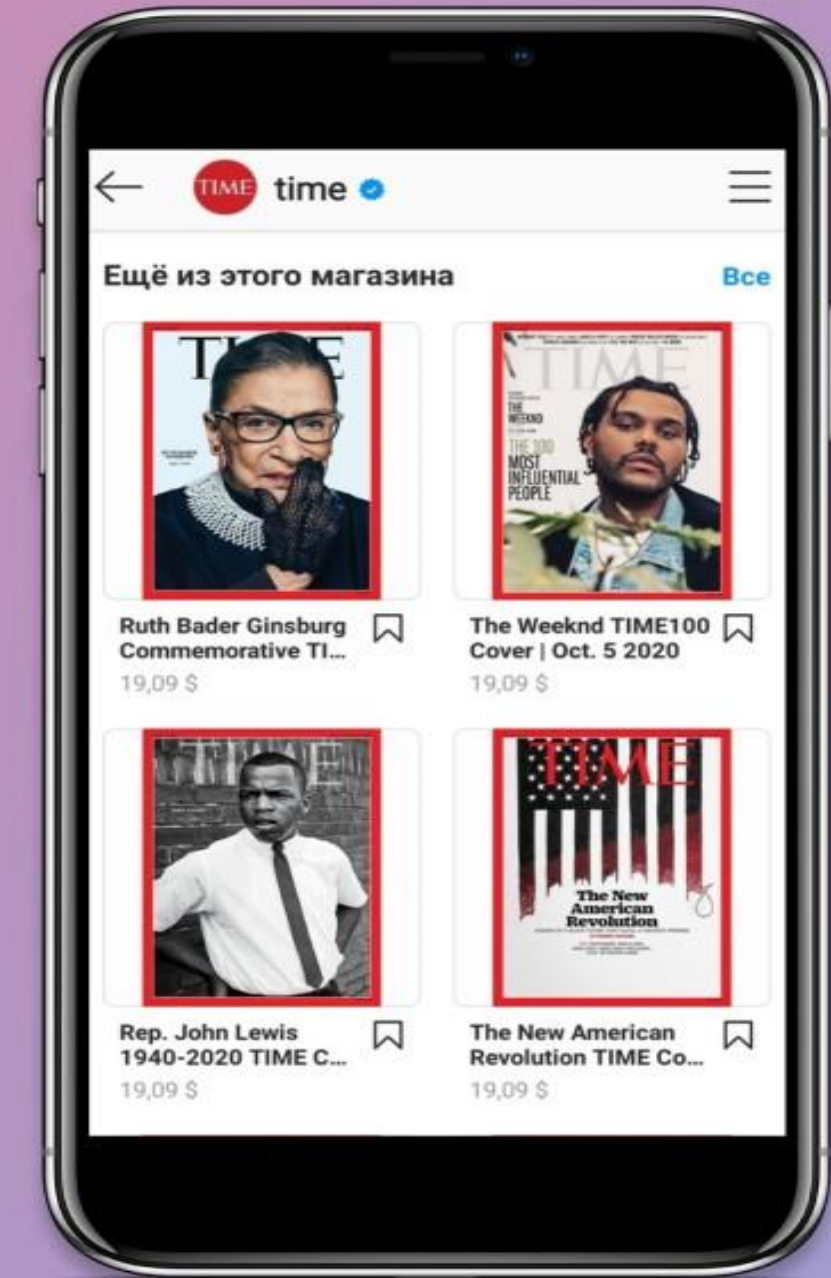 TIME time
Ещё из этого магазина Все
TIME
TIME
THE
WEEKND
THE 100
MOST
INFLUENTIAL
PEOPLE
Ruth Bader Ginsburg
Commemorative TI...
19,09 $
The Weeknd TIME100
Cover | Oct. 5 2020
19,09 $
TIME
TIME
The New
American
Revolution
Rep. John Lewis
1940-2020 TIME C...
19,09 $
The New American
Revolution TIME Co...
19,09 $